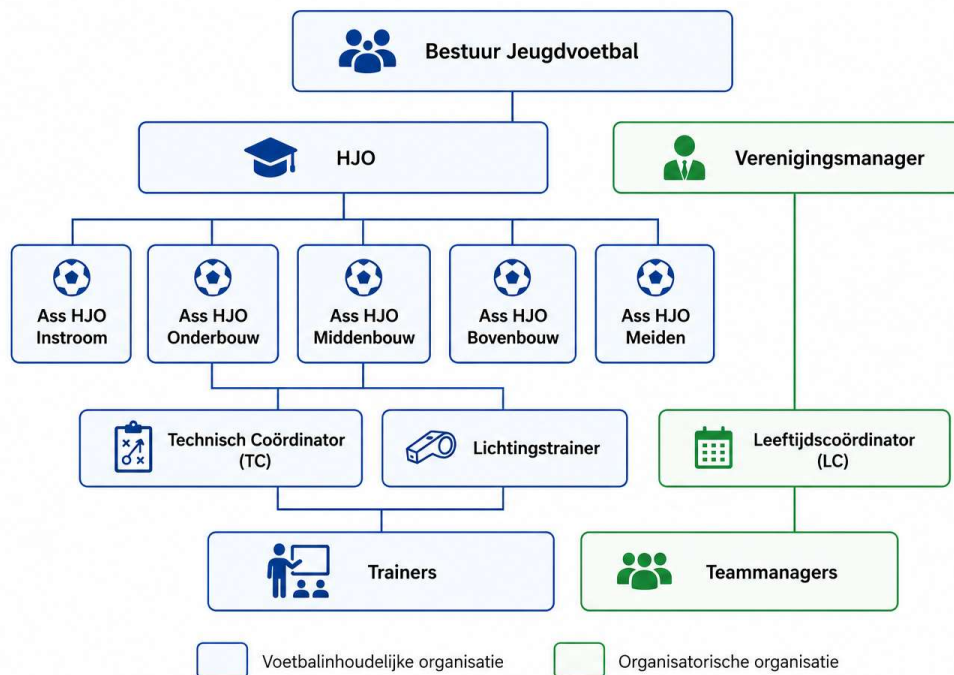 Bestuur Jeugdvoetbal
HJO
Verenigingsmanager
Ass HJO
Instroom
Ass HJO
Onderbouw
Ass HJO
Middenbouw
Ass HJO
Bovenbouw
Ass HJO
Meiden
Technisch Coördinator
(TC)
Lichtingstrainer
Leeftijdscoördinator
(LC)
Trainers
Teammanagers
Voetbalinhoudelijke organisatie
Organisatorische organisatie